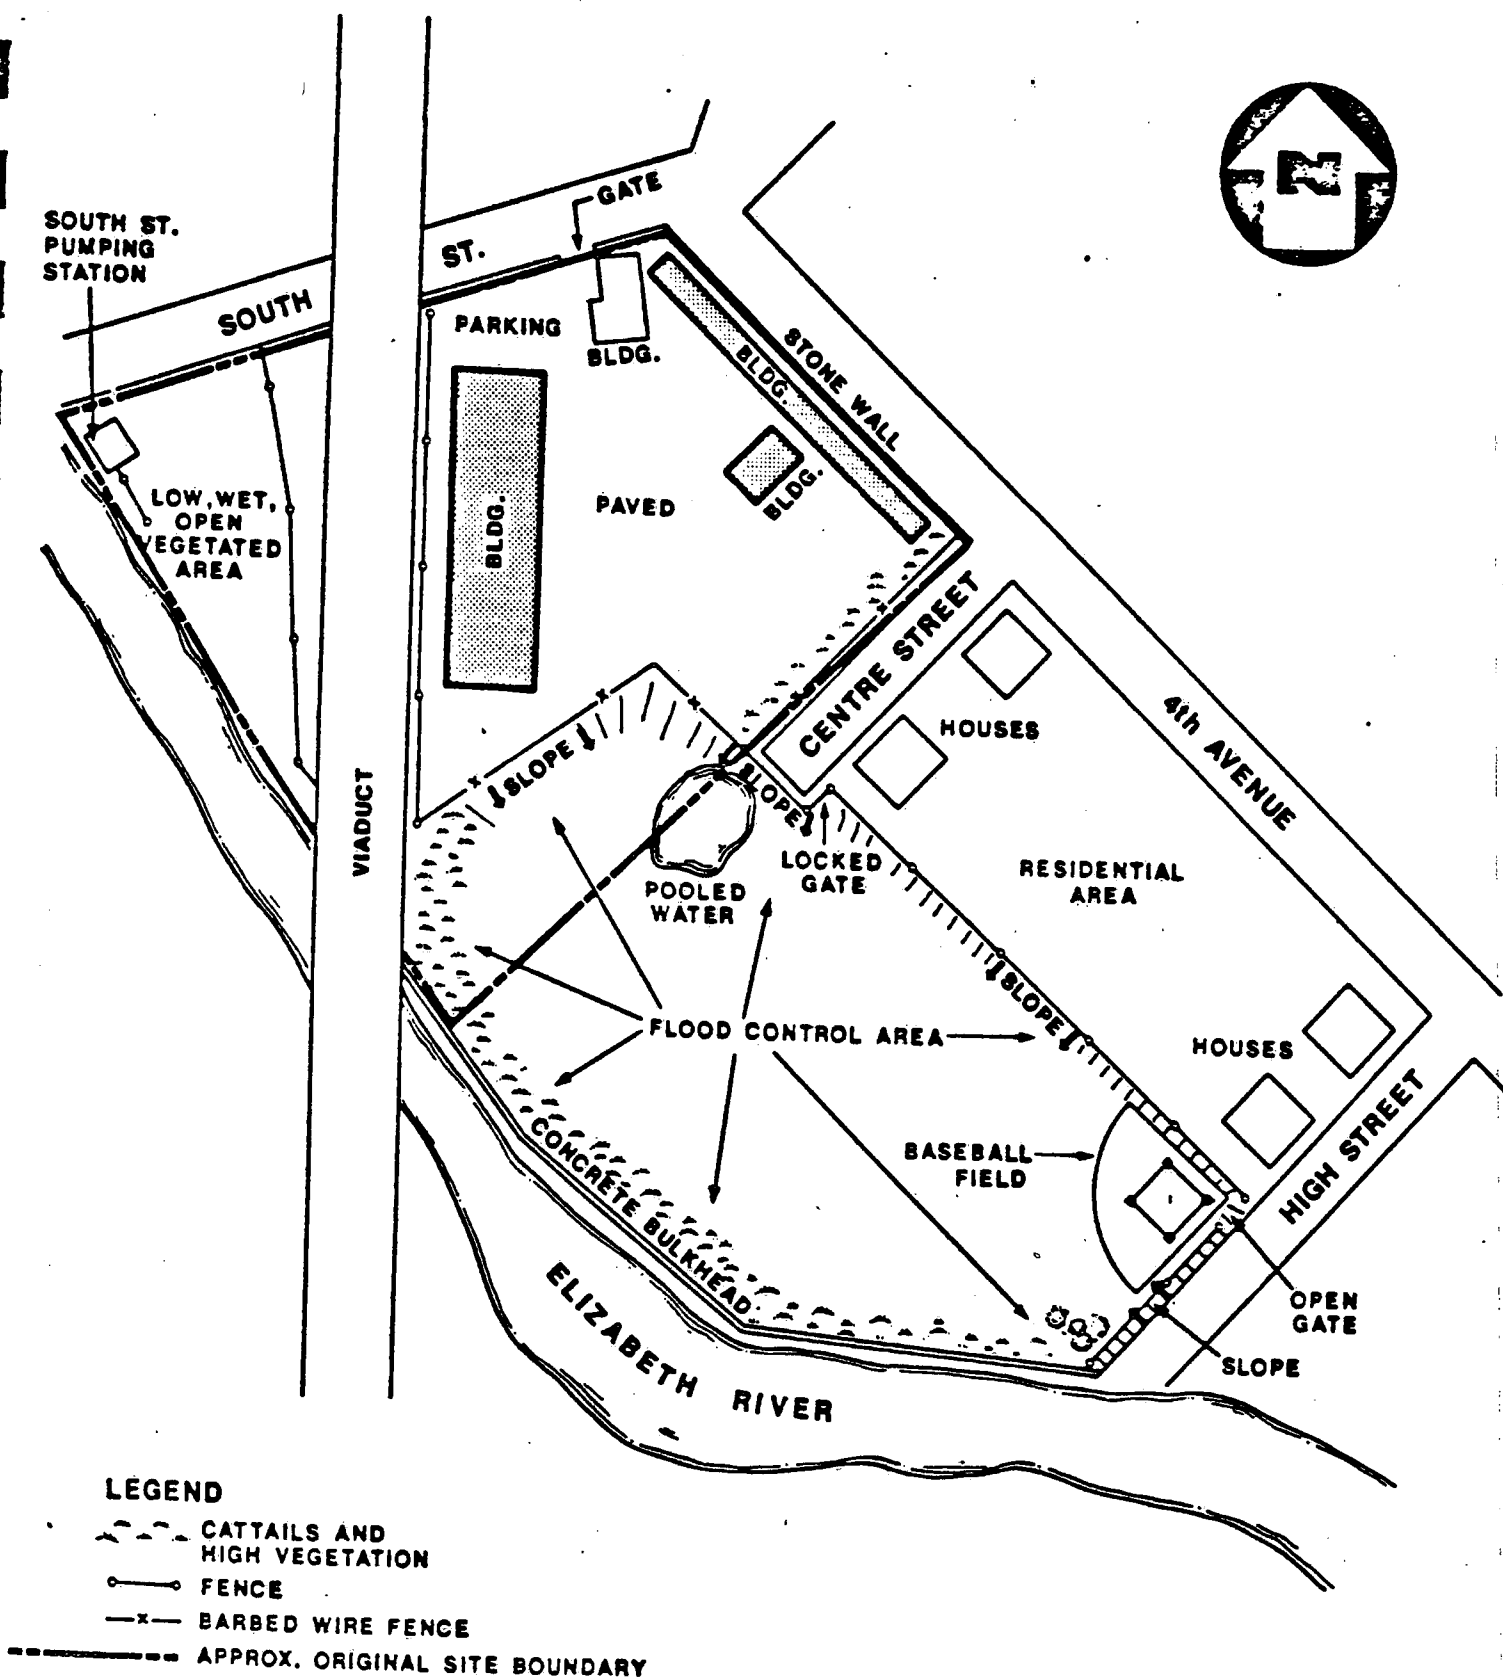 N
GATE
SOUTH ST.
PUMPING
STATION
SOUTH ST.
PARKING
BLDG.
STONE WALL
BLDG.
BLDG.
BLDG.
PAVED
LOW, WET,
OPEN
VEGETATED
AREA
CENTRE STREET
HOUSES
4th AVENUE
SLOPE
SLOPE
VIADUCT
LOCKED
GATE
RESIDENTIAL
AREA
POOLED
WATER
SLOPE
FLOOD CONTROL AREA
HOUSES
HIGH STREET
CONCRETE BULKHEAD
BASEBALL
FIELD
ELIZABETH RIVER
OPEN
GATE
SLOPE
LEGEND
CATTAILS AND
HIGH VEGETATION
FENCE
BARBED WIRE FENCE
APPROX. ORIGINAL SITE BOUNDARY